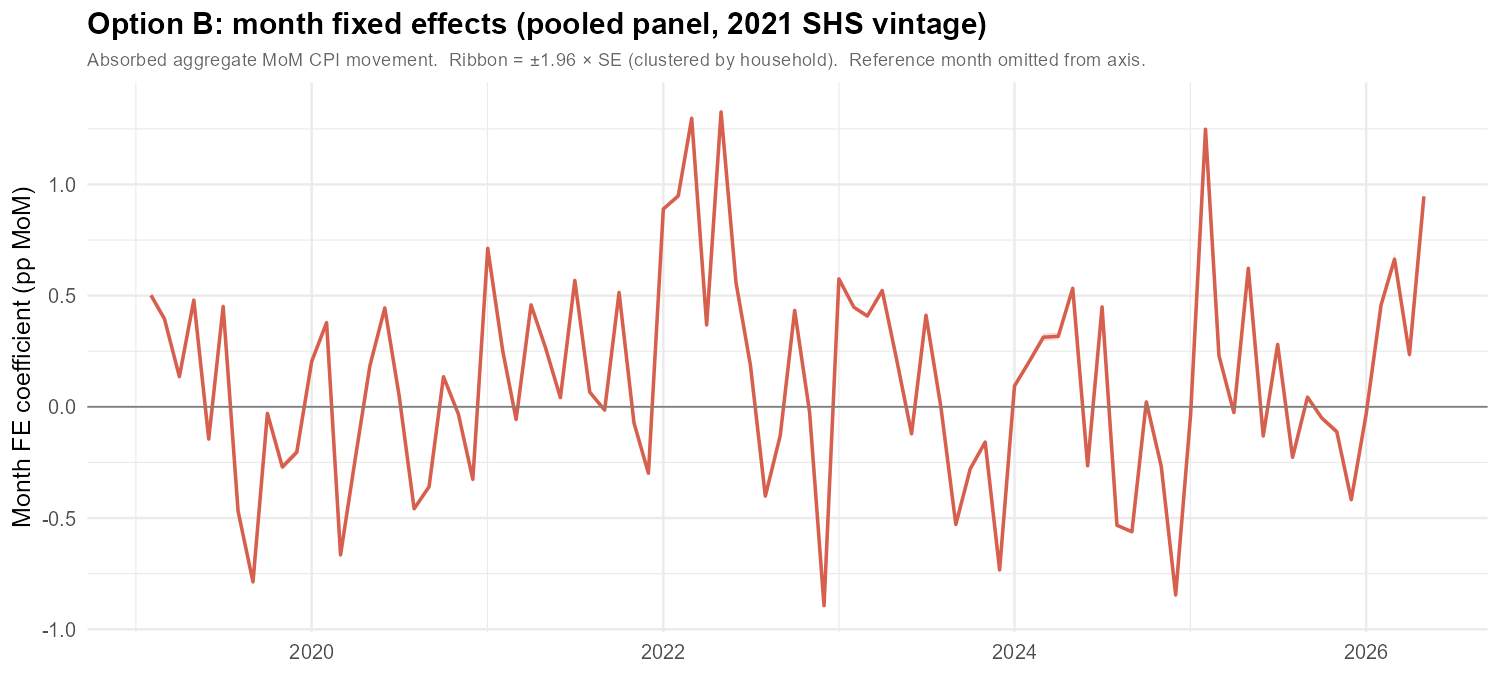 Option B: month fixed effects (pooled panel, 2021 SHS vintage)
Absorbed aggregate MoM CPI movement.  Ribbon = ±1.96 × SE (clustered by household).  Reference month omitted from axis.
Month FE coefficient (pp MoM)
1.0
0.5
0.0
-0.5
-1.0
2020 2022 2024 2026